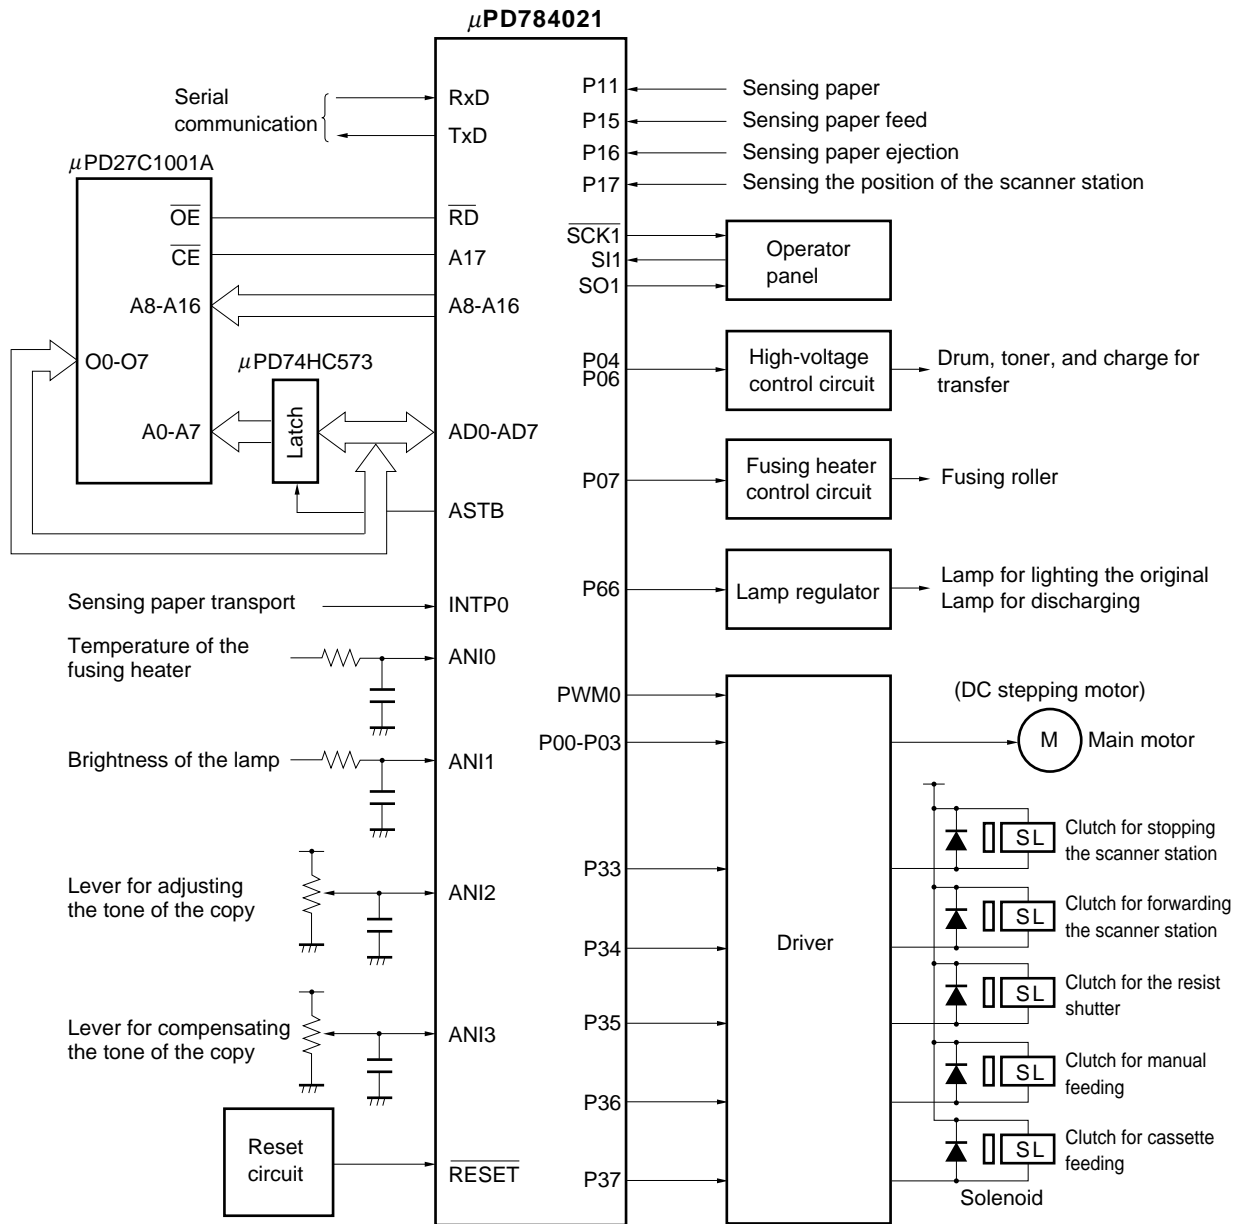 μPD784021
Serial
communication
RxD
TxD
μPD27C1001A
OE
CE
A8-A16
O0-O7
A0-A7
μPD74HC573
Latch
RD
A17
A8-A16
AD0-AD7
ASTB
Sensing paper transport
INTP0
Temperature of the
fusing heater
ANI0
Brightness of the lamp
ANI1
Lever for adjusting
the tone of the copy
ANI2
Lever for compensating
the tone of the copy
ANI3
Reset
circuit
RESET
P11
Sensing paper
P15
Sensing paper feed
P16
Sensing paper ejection
P17
Sensing the position of the scanner station
SCK1
SI1
SO1
Operator
panel
P04
P06
High-voltage
control circuit
Drum, toner, and charge for
transfer
P07
Fusing heater
control circuit
Fusing roller
P66
Lamp regulator
Lamp for lighting the original
Lamp for discharging
PWM0
P00-P03
P33
P34
P35
P36
P37
Driver
(DC stepping motor)
M
Main motor
SL
Clutch for stopping
the scanner station
SL
Clutch for forwarding
the scanner station
SL
Clutch for the resist
shutter
SL
Clutch for manual
feeding
SL
Clutch for cassette
feeding
Solenoid